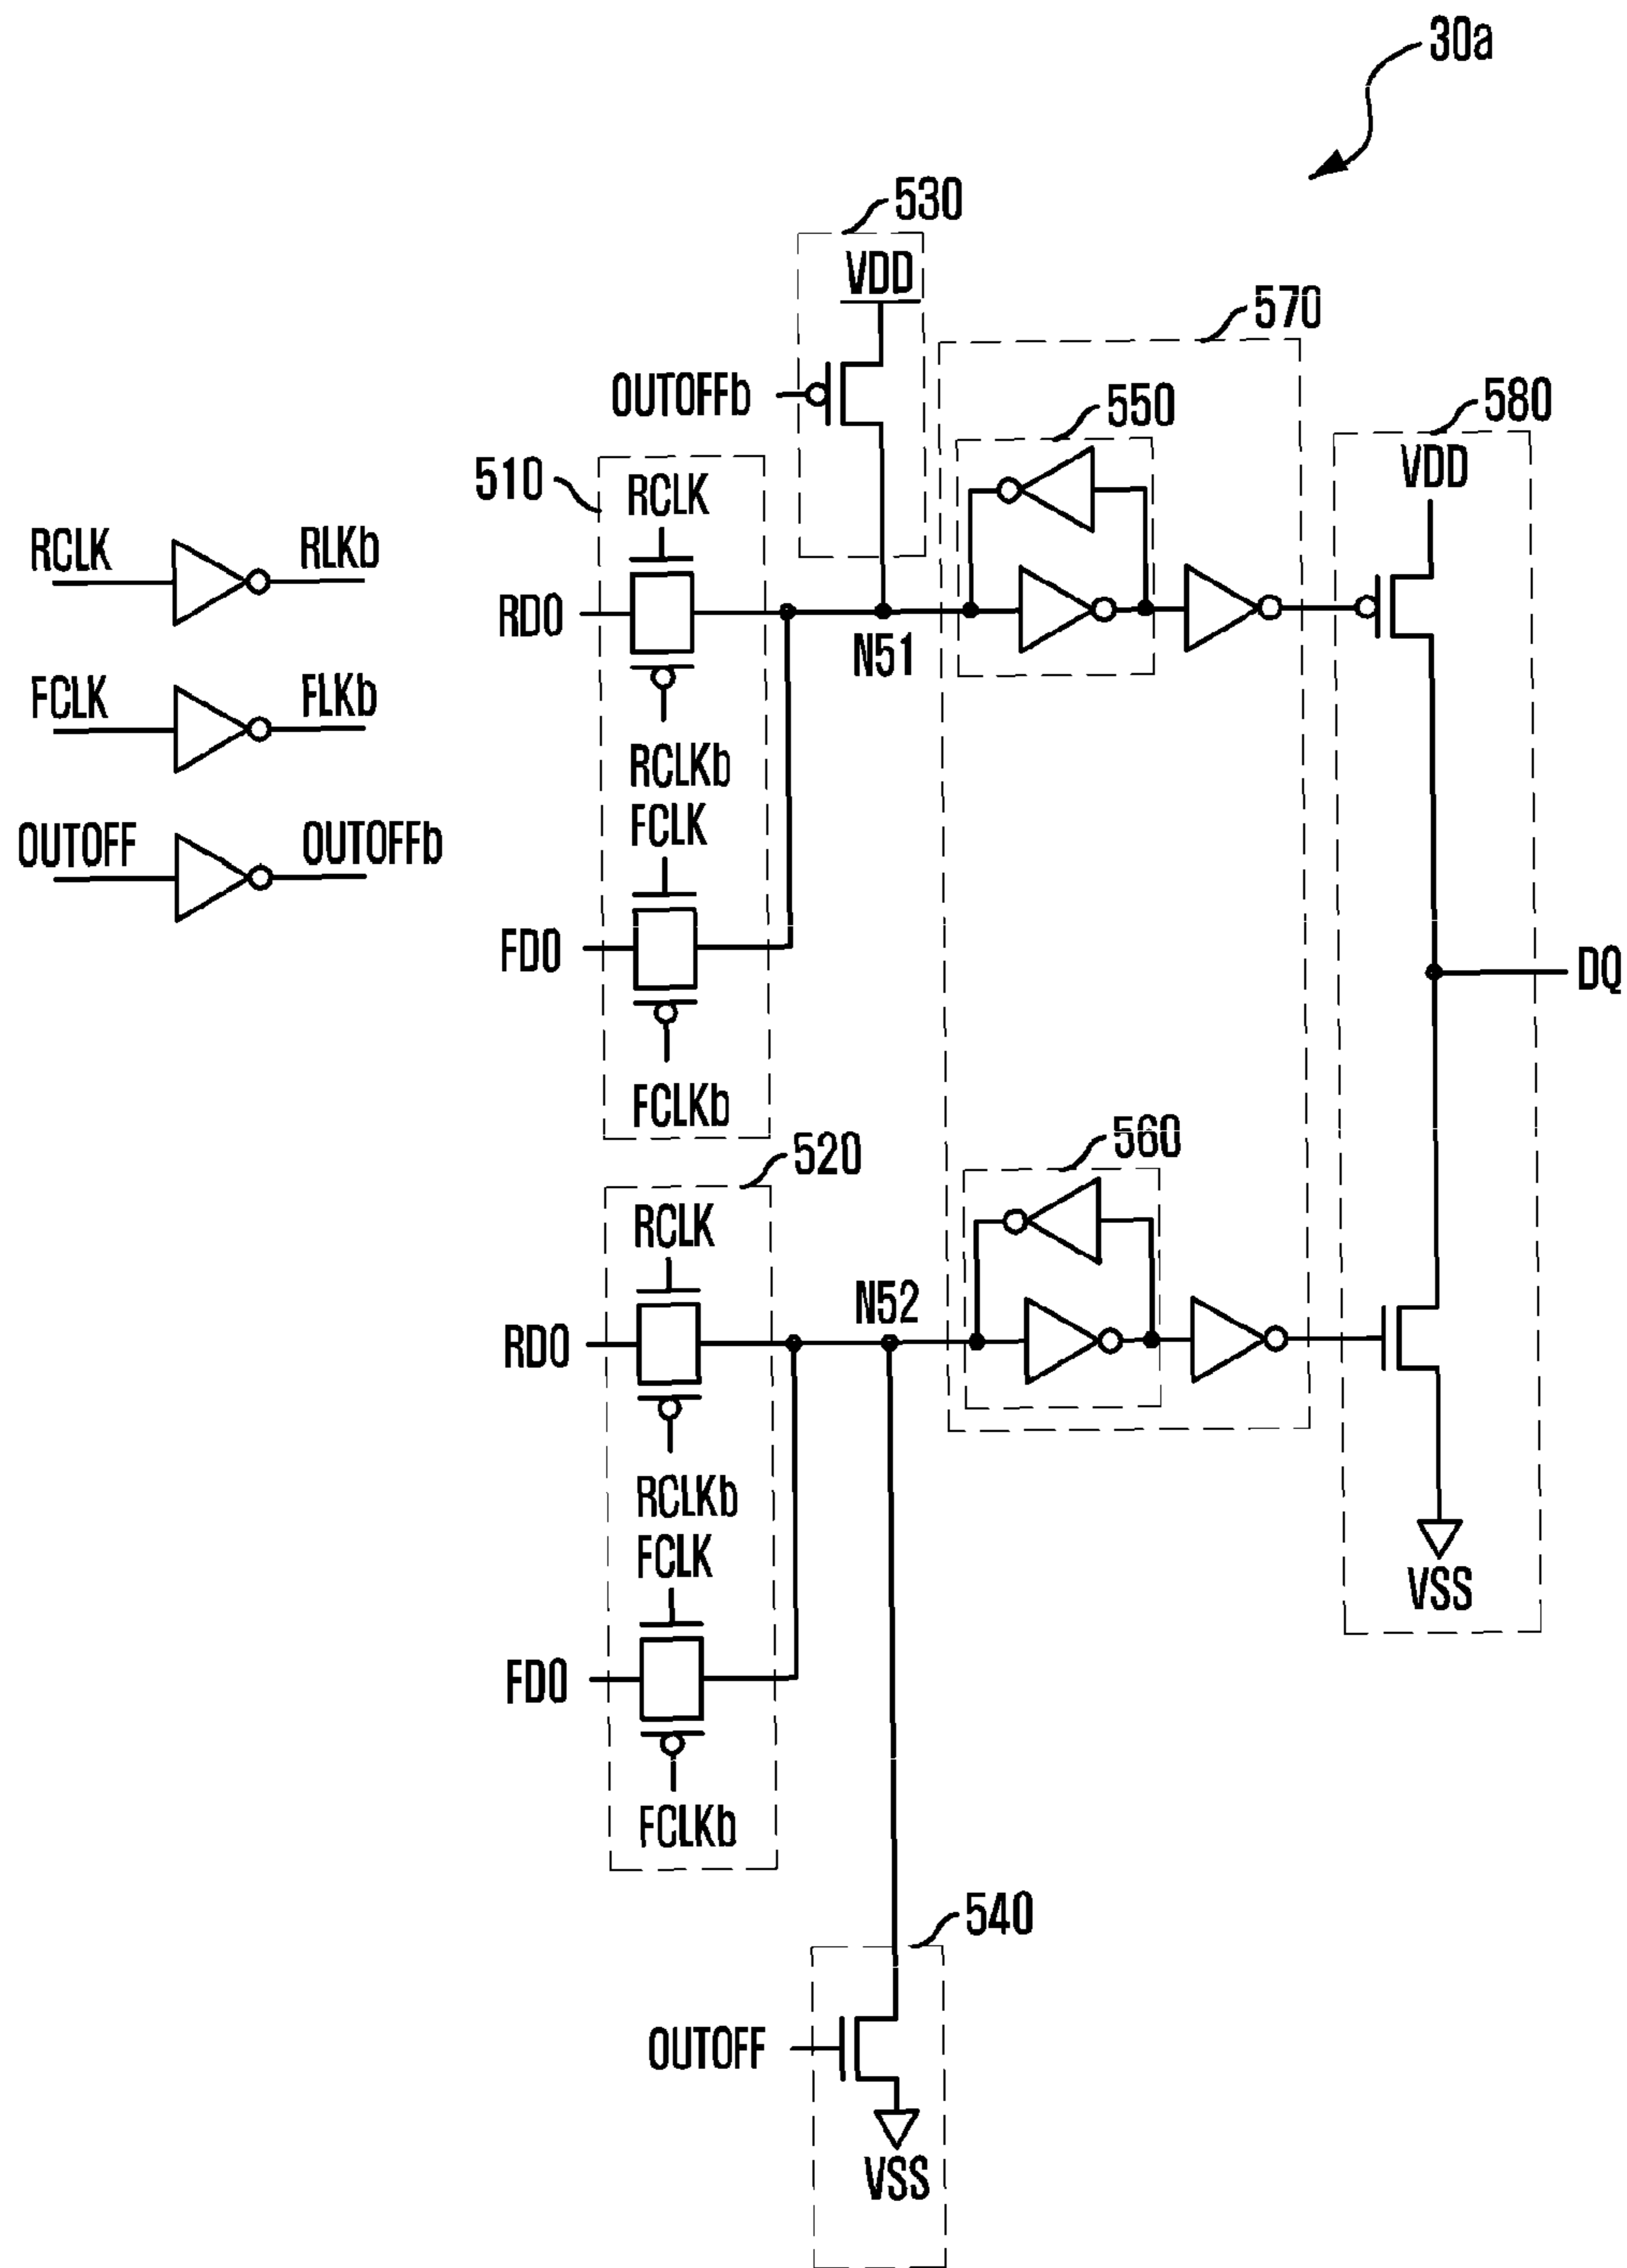 30a
530
VDD
570
OUTOFFb
550
580
VDD
510
RCLK
RCLK
RLKb
RDO
N51
FCLK
FLKb
RCLKb
FCLK
OUTOFF
OUTOFFb
FDO
DQ
FCLKb
560
520
RCLK
N52
RDO
RCLKb
FCLK
VSS
FDO
FCLKb
540
OUTOFF
VSS